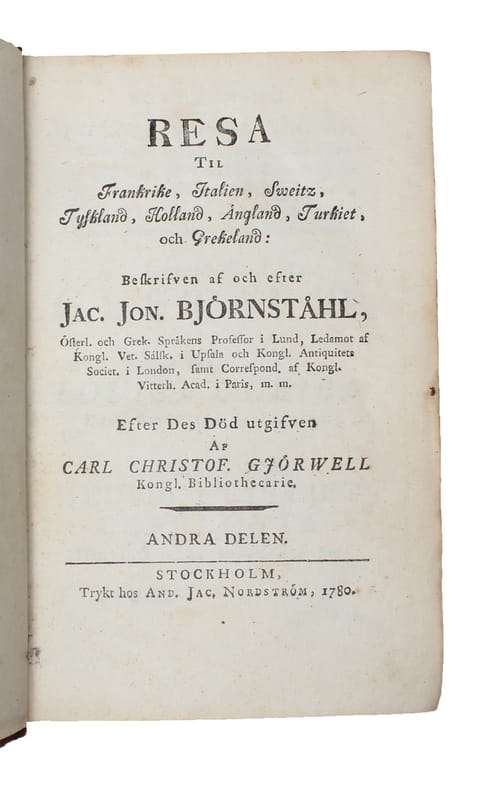 RESA
TIL
Frankrike, Italien, Sweitz,
Tyſkland, Holland, Ångland, Turkiet,
och Grekeland:
Beſkrifven af och efter
JAC. JON. BJÖRNSTÅHL,
Öſterl. och Grek. Språkens Profeſſor i Lund, Ledamot af
Kongl. Vet. Sälſk. i Upſala och Kongl. Antiquitets
Societ. i London, ſamt Correſpond. af Kongl.
Vitterh. Acad. i Paris, m. m.
Efter Des Död utgifven
AF
CARL CHRISTOF. GJÖRWELL
Kongl. Bibliothecarie.
ANDRA DELEN.
STOCKHOLM,
Trykt hos AND. JAC. NORDSTRÖM, 1780.